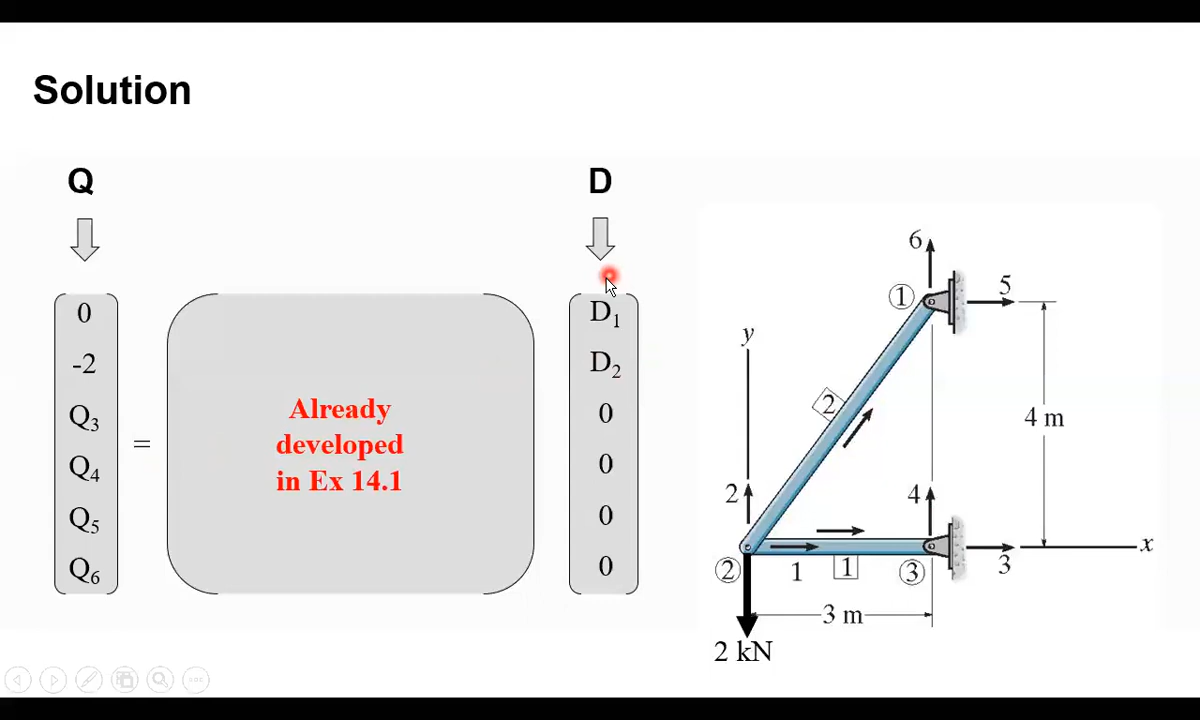 Solution
Q
D
0
-2
Q3
Q4
Q5
Q6
=
Already
developed
in Ex 14.1
D1
D2
0
0
0
0
6
1
5
y
2
4 m
2
4
x
2
1
1
3
3
3 m
2 kN